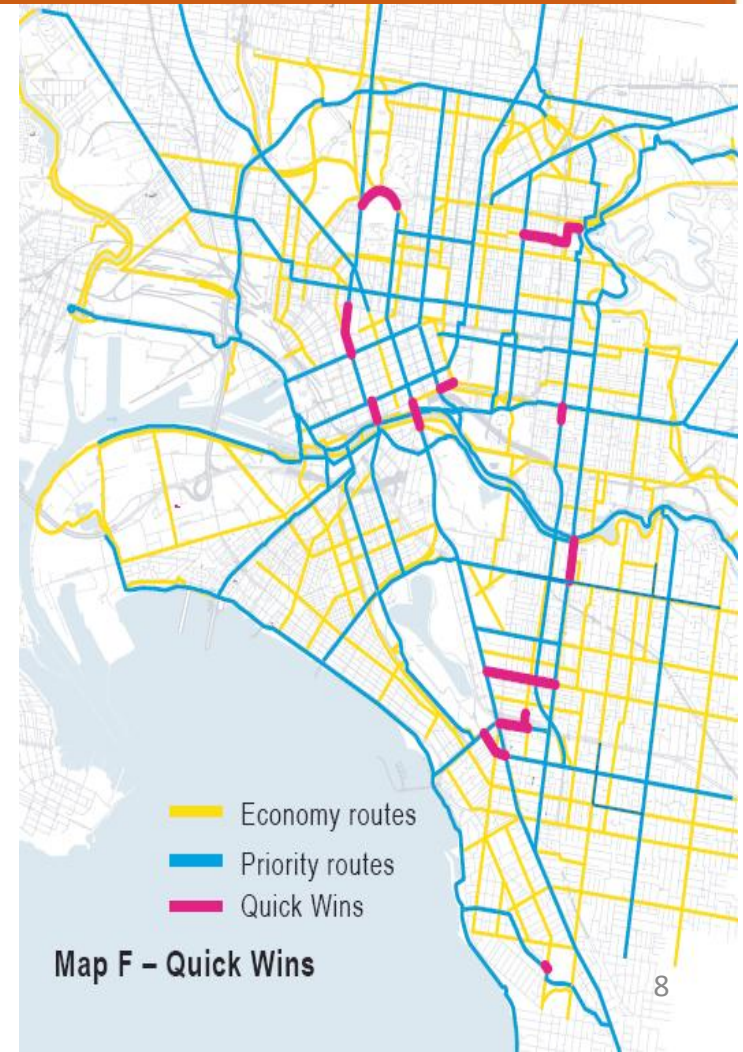 Economy routes
Priority routes
Quick Wins
Map F – Quick Wins
8